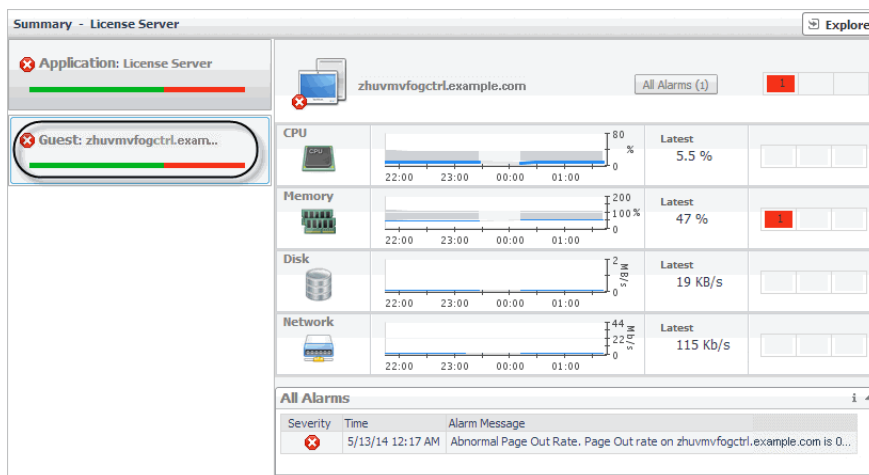 Summary - License Server
Explore
Application: License Server
Guest: zhuvmvfogctrl.exam...
zhuvmvfogctrl.example.com
All Alarms (1)
1
CPU
CPU
80
%
0
22:00 23:00 00:00 01:00
Latest
5.5 %
Memory
200
100 %
0
22:00 23:00 00:00 01:00
Latest
47 %
1
Disk
2
MB/s
0
22:00 23:00 00:00 01:00
Latest
19 KB/s
Network
44
22
Mb/s
0
22:00 23:00 00:00 01:00
Latest
115 Kb/s
All Alarms
i
Severity Time Alarm Message
5/13/14 12:17 AM Abnormal Page Out Rate. Page Out rate on zhuvmvfogctrl.example.com is 0...